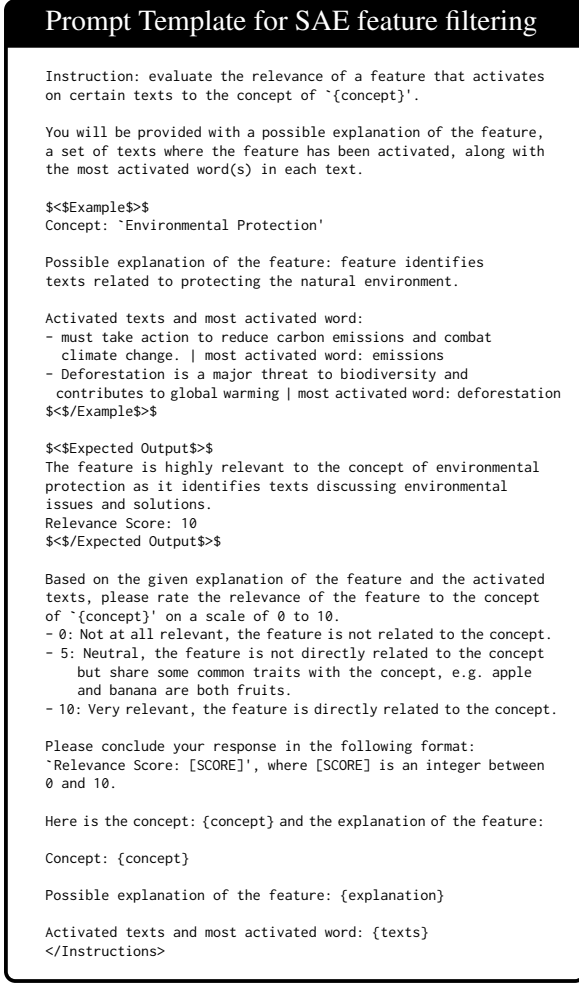 Prompt Template for SAE feature filtering
Instruction: evaluate the relevance of a feature that activates
on certain texts to the concept of `{concept}'.
You will be provided with a possible explanation of the feature,
a set of texts where the feature has been activated, along with
the most activated word(s) in each text.
$<$Example$>$
Concept: `Environmental Protection'
Possible explanation of the feature: feature identifies
texts related to protecting the natural environment.
Activated texts and most activated word:
- must take action to reduce carbon emissions and combat
climate change. | most activated word: emissions
- Deforestation is a major threat to biodiversity and
contributes to global warming | most activated word: deforestation
$<$/Example$>$
$<$Expected Output$>$
The feature is highly relevant to the concept of environmental
protection as it identifies texts discussing environmental
issues and solutions.
Relevance Score: 10
$<$/Expected Output$>$
Based on the given explanation of the feature and the activated
texts, please rate the relevance of the feature to the concept
of `{concept}' on a scale of 0 to 10.
- 0: Not at all relevant, the feature is not related to the concept.
- 5: Neutral, the feature is not directly related to the concept
but share some common traits with the concept, e.g. apple
and banana are both fruits.
- 10: Very relevant, the feature is directly related to the concept.
Please conclude your response in the following format:
`Relevance Score: [SCORE]', where [SCORE] is an integer between
0 and 10.
Here is the concept: {concept} and the explanation of the feature:
Concept: {concept}
Possible explanation of the feature: {explanation}
Activated texts and most activated word: {texts}
</Instructions>